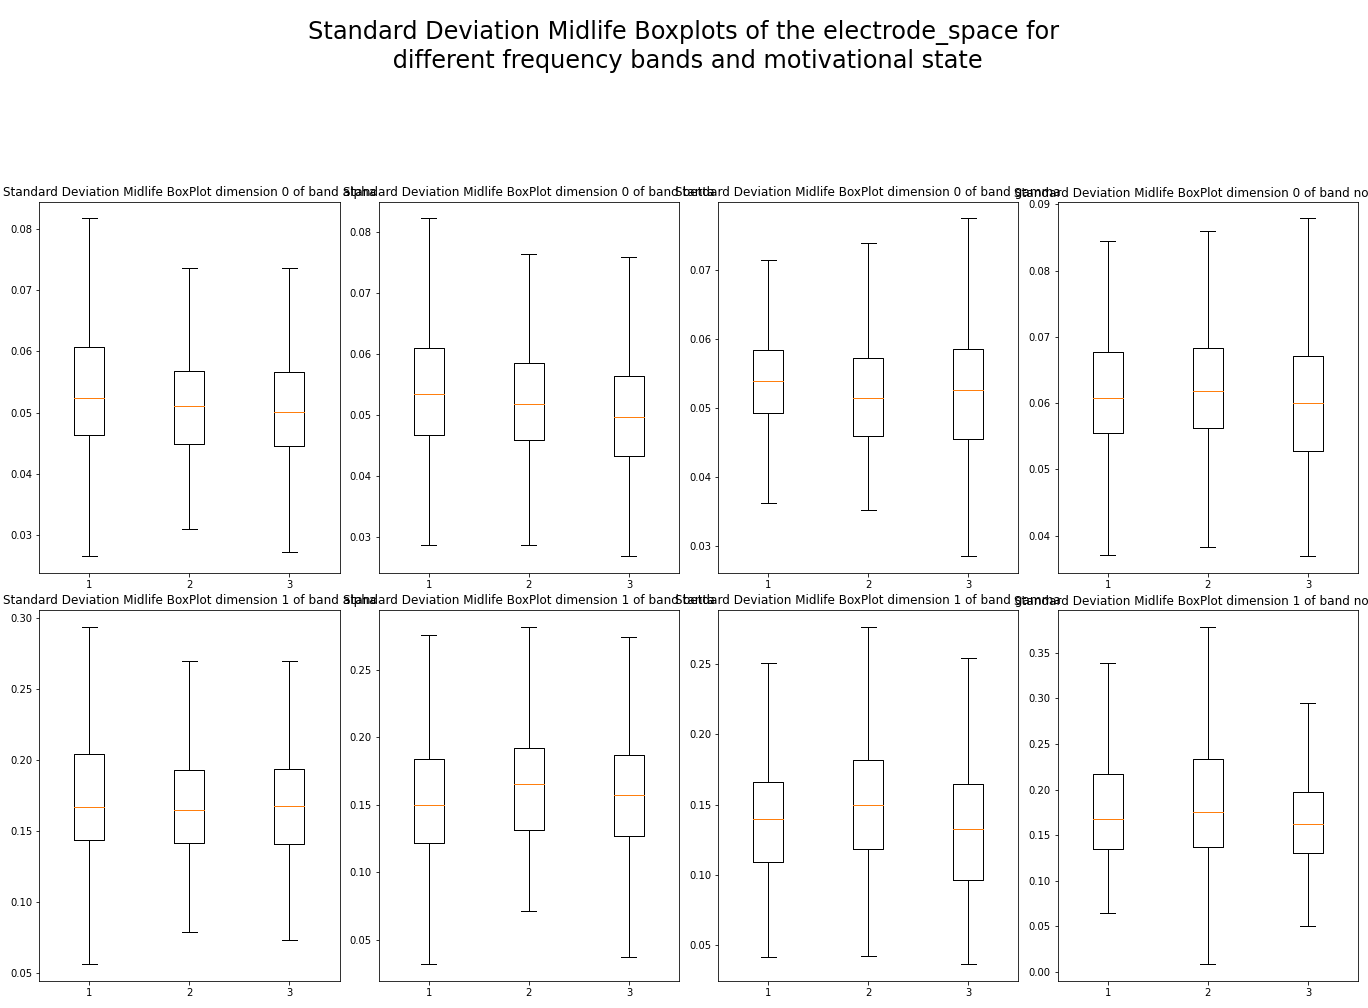 Standard Deviation Midlife Boxplots of the electrode_space for
different frequency bands and motivational state
Standard Deviation Midlife BoxPlot dimension 0 of band alpha
Standard Deviation Midlife BoxPlot dimension 0 of band beta
Standard Deviation Midlife BoxPlot dimension 0 of band gamma
Standard Deviation Midlife BoxPlot dimension 0 of band no
0.08
0.07
0.06
0.05
0.04
0.03
1 2 3
0.08
0.07
0.06
0.05
0.04
0.03
1 2 3
0.07
0.06
0.05
0.04
0.03
1 2 3
0.09
0.08
0.07
0.06
0.05
0.04
1 2 3
Standard Deviation Midlife BoxPlot dimension 1 of band alpha
Standard Deviation Midlife BoxPlot dimension 1 of band beta
Standard Deviation Midlife BoxPlot dimension 1 of band gamma
Standard Deviation Midlife BoxPlot dimension 1 of band no
0.30
0.25
0.20
0.15
0.10
0.05
1 2 3
0.25
0.20
0.15
0.10
0.05
1 2 3
0.25
0.20
0.15
0.10
0.05
1 2 3
0.35
0.30
0.25
0.20
0.15
0.10
0.05
0.00
1 2 3